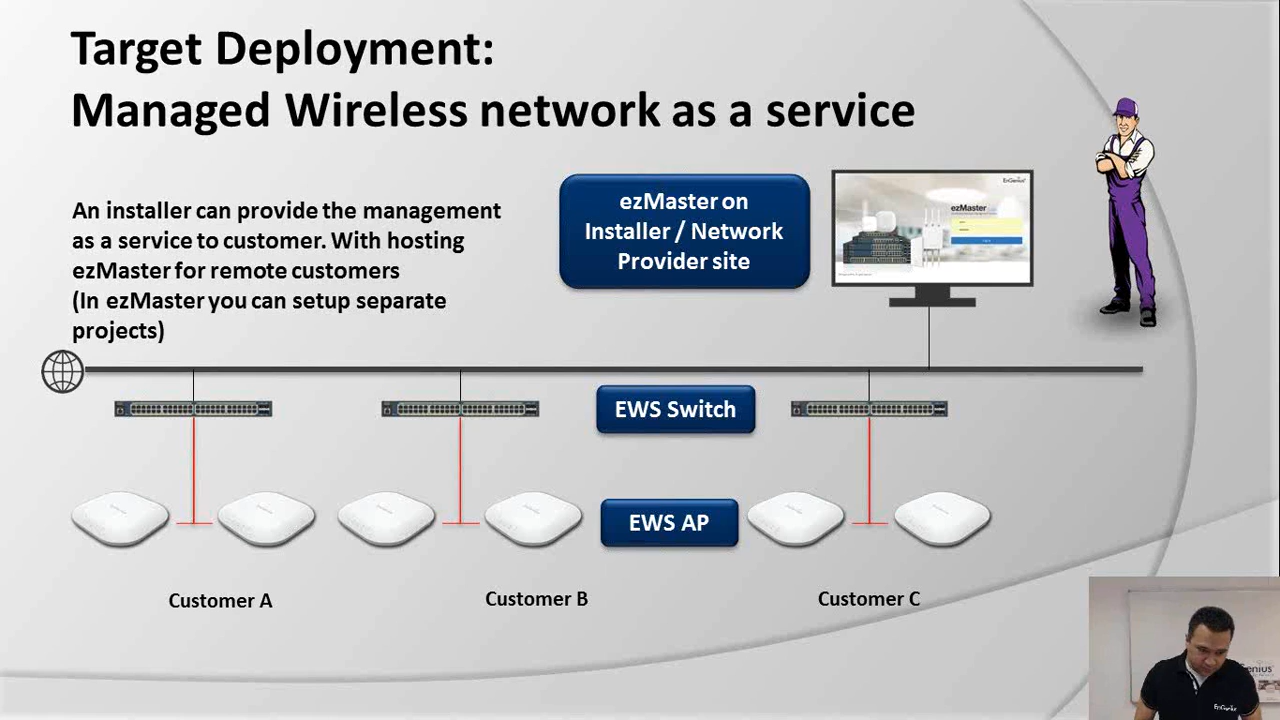 Target Deployment:
Managed Wireless network as a service
An installer can provide the management
as a service to customer. With hosting
ezMaster for remote customers
(In ezMaster you can setup separate
projects)
ezMaster on
Installer / Network
Provider site
EnGenius
ezMaster
EWS Switch
EWS AP
Customer A
Customer B
Customer C
EnGenius